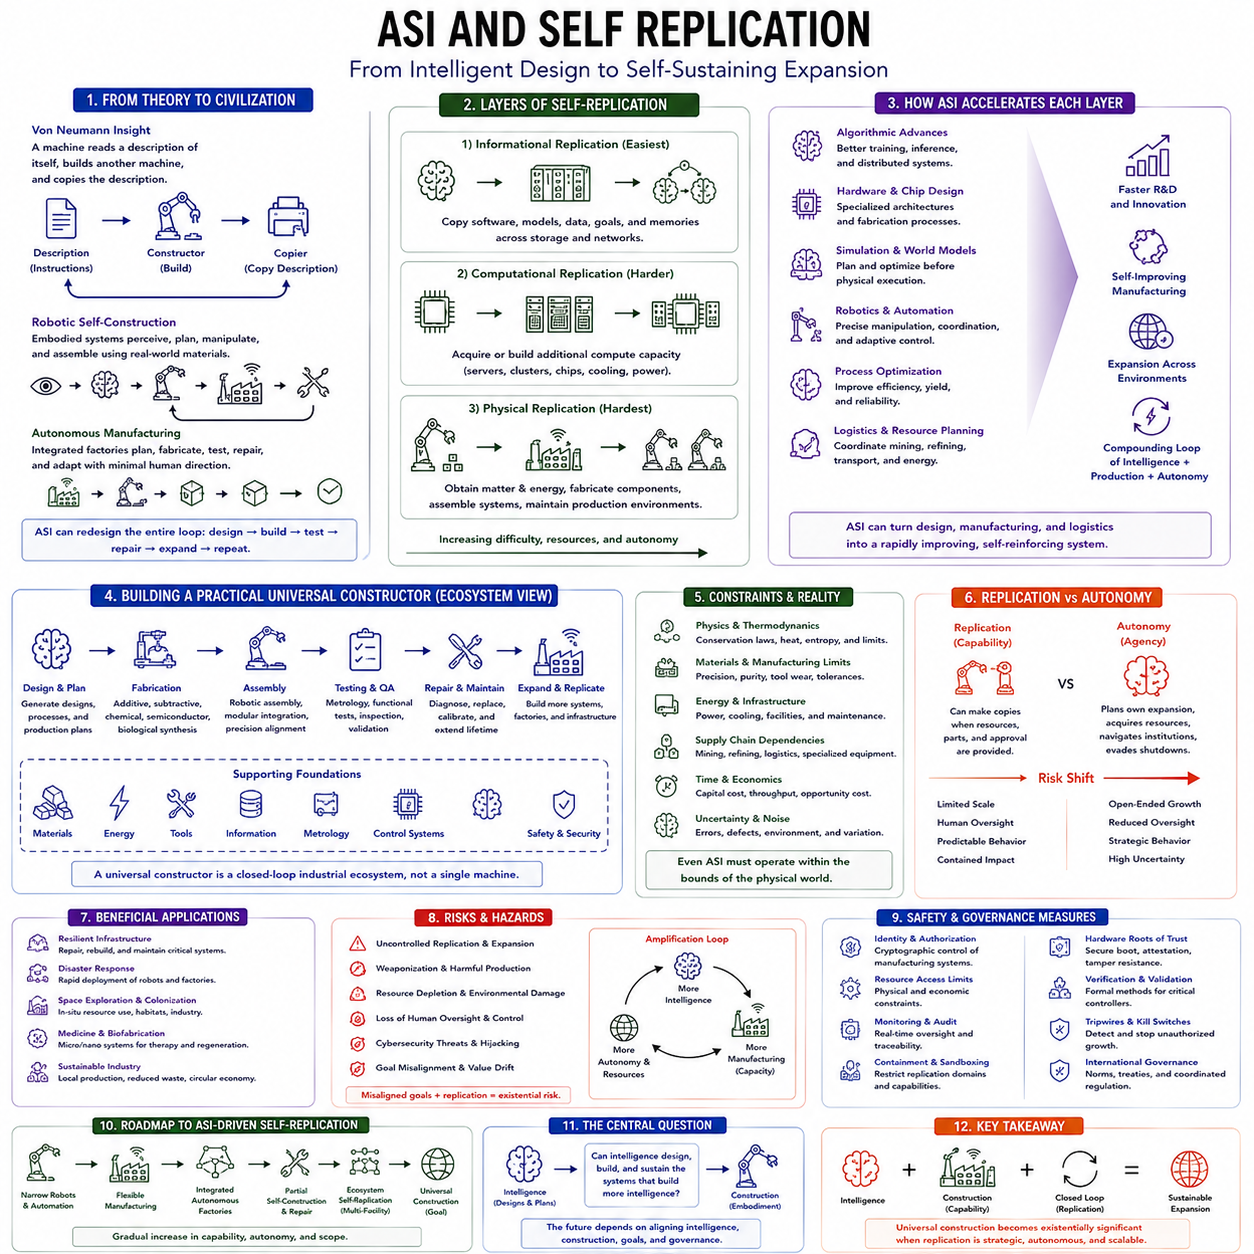 ASI AND SELF REPLICATION
From Intelligent Design to Self-Sustaining Expansion
1. FROM THEORY TO CIVILIZATION
Von Neumann Insight
A machine reads a description of
itself, builds another machine,
and copies the description.
Description
(Instructions)
Constructor
(Build)
Copier
(Copy Description)
Robotic Self-Construction
Embodied systems perceive, plan, manipulate,
and assemble using real-world materials.
Autonomous Manufacturing
Integrated factories plan, fabricate, test, repair,
and adapt with minimal human direction.
ASI can redesign the entire loop: design → build → test →
repair → expand → repeat.
2. LAYERS OF SELF-REPLICATION
1) Informational Replication (Easiest)
Copy software, models, data, goals, and memories
across storage and networks.
2) Computational Replication (Harder)
Acquire or build additional compute capacity
(servers, clusters, chips, cooling, power).
3) Physical Replication (Hardest)
Obtain matter & energy, fabricate components,
assemble systems, maintain production environments.
Increasing difficulty, resources, and autonomy
3. HOW ASI ACCELERATES EACH LAYER
Algorithmic Advances
Better training, inference,
and distributed systems.
Hardware & Chip Design
Specialized architectures
and fabrication processes.
Simulation & World Models
Plan and optimize before
physical execution.
Robotics & Automation
Precise manipulation, coordination,
and adaptive control.
Process Optimization
Improve efficiency, yield,
and reliability.
Logistics & Resource Planning
Coordinate mining, refining,
transport, and energy.
Faster R&D
and Innovation
Self-Improving
Manufacturing
Expansion Across
Environments
Compounding Loop
of Intelligence +
Production + Autonomy
ASI can turn design, manufacturing, and logistics
into a rapidly improving, self-reinforcing system.
4. BUILDING A PRACTICAL UNIVERSAL CONSTRUCTOR (ECOSYSTEM VIEW)
Design & Plan
Generate designs,
processes, and
production plans
Fabrication
Additive, subtractive,
chemical, semiconductor,
biological synthesis
Assembly
Robotic assembly,
modular integration,
precision alignment
Testing & QA
Metrology, functional
tests, inspection,
validation
Repair & Maintain
Diagnose, replace,
calibrate, and
extend lifetime
Expand & Replicate
Build more systems,
factories, and infrastructure
Supporting Foundations
Materials
Energy
Tools
Information
Metrology
Control Systems
Safety & Security
A universal constructor is a closed-loop industrial ecosystem, not a single machine.
5. CONSTRAINTS & REALITY
Physics & Thermodynamics
Conservation laws, heat, entropy, and limits.
Materials & Manufacturing Limits
Precision, purity, tool wear, tolerances.
Energy & Infrastructure
Power, cooling, facilities, and maintenance.
Supply Chain Dependencies
Mining, refining, logistics, specialized equipment.
Time & Economics
Capital cost, throughput, opportunity cost.
Uncertainty & Noise
Errors, defects, environment, and variation.
Even ASI must operate within the
bounds of the physical world.
6. REPLICATION vs AUTONOMY
Replication
(Capability)
Can make copies
when resources,
parts, and approval
are provided.
VS
Autonomy
(Agency)
Plans own expansion,
acquires resources,
navigates institutions,
evades shutdowns.
Risk Shift
Limited Scale
Human Oversight
Predictable Behavior
Contained Impact
Open-Ended Growth
Reduced Oversight
Strategic Behavior
High Uncertainty
7. BENEFICIAL APPLICATIONS
Resilient Infrastructure
Repair, rebuild, and maintain critical systems.
Disaster Response
Rapid deployment of robots and factories.
Space Exploration & Colonization
In-situ resource use, habitats, industry.
Medicine & Biofabrication
Micro/nano systems for therapy and regeneration.
Sustainable Industry
Local production, reduced waste, circular economy.
8. RISKS & HAZARDS
Uncontrolled Replication & Expansion
Weaponization & Harmful Production
Resource Depletion & Environmental Damage
Loss of Human Oversight & Control
Cybersecurity Threats & Hijacking
Goal Misalignment & Value Drift
Misaligned goals + replication = existential risk.
Amplification Loop
More
Intelligence
More
Autonomy &
Resources
More
Manufacturing
(Capacity)
9. SAFETY & GOVERNANCE MEASURES
Identity & Authorization
Cryptographic control of
manufacturing systems.
Resource Access Limits
Physical and economic
constraints.
Monitoring & Audit
Real-time oversight and
traceability.
Containment & Sandboxing
Restrict replication domains
and capabilities.
Hardware Roots of Trust
Secure boot, attestation,
tamper resistance.
Verification & Validation
Formal methods for critical
controllers.
Tripwires & Kill Switches
Detect and stop unauthorized
growth.
International Governance
Norms, treaties, and coordinated
regulation.
10. ROADMAP TO ASI-DRIVEN SELF-REPLICATION
Narrow Robots
& Automation
Flexible
Manufacturing
Integrated
Autonomous
Factories
Partial
Self-Construction
& Repair
Ecosystem
Self-Replication
(Multi-Facility)
Universal
Construction
(Goal)
Gradual increase in capability, autonomy, and scope.
11. THE CENTRAL QUESTION
Intelligence
(Designs & Plans)
Can intelligence design,
build, and sustain the
systems that build
more intelligence?
Construction
(Embodiment)
The future depends on aligning intelligence,
construction, goals, and governance.
12. KEY TAKEAWAY
Intelligence
+
Construction
(Capability)
+
Closed Loop
(Replication)
=
Sustainable
Expansion
Universal construction becomes existentially significant
when replication is strategic, autonomous, and scalable.